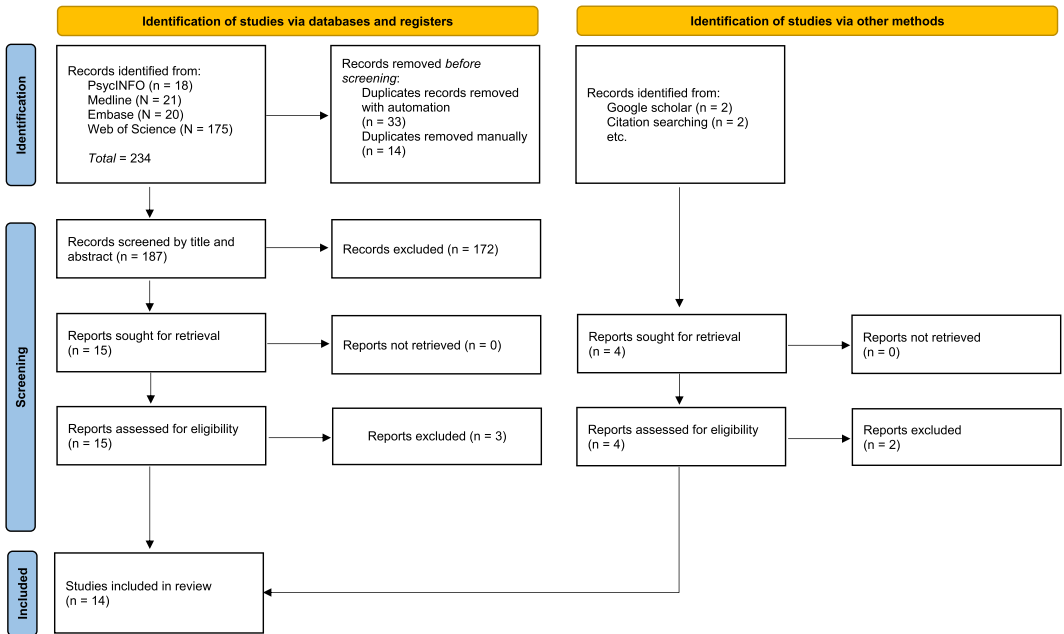 Identification of studies via databases and registers
Identification of studies via other methods
Identification
Records identified from:
PsycINFO (n = 18)
Medline (N = 21)
Embase (N = 20)
Web of Science (N = 175)
Total = 234
Records removed before
screening:
Duplicates records removed
with automation
(n = 33)
Duplicates removed manually
(n = 14)
Records identified from:
Google scholar (n = 2)
Citation searching (n = 2)
etc.
Screening
Records screened by title and
abstract (n = 187)
Records excluded (n = 172)
Reports sought for retrieval
(n = 15)
Reports not retrieved (n = 0)
Reports sought for retrieval
(n = 4)
Reports not retrieved
(n = 0)
Reports assessed for eligibility
(n = 15)
Reports excluded (n = 3)
Reports assessed for eligibility
(n = 4)
Reports excluded
(n = 2)
Included
Studies included in review
(n = 14)